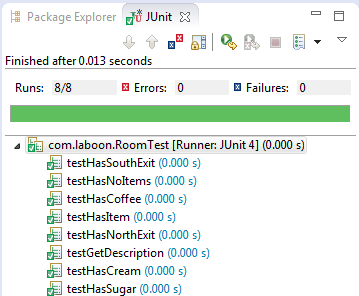 Package Explorer JUnit
Finished after 0.013 seconds
Runs: 8/8 Errors: 0 Failures: 0
com.laboon.RoomTest [Runner: JUnit 4] (0.000 s)
testHasSouthExit (0.000 s)
testHasNoItems (0.000 s)
testHasCoffee (0.000 s)
testHasItem (0.000 s)
testHasNorthExit (0.000 s)
testGetDescription (0.000 s)
testHasCream (0.000 s)
testHasSugar (0.000 s)